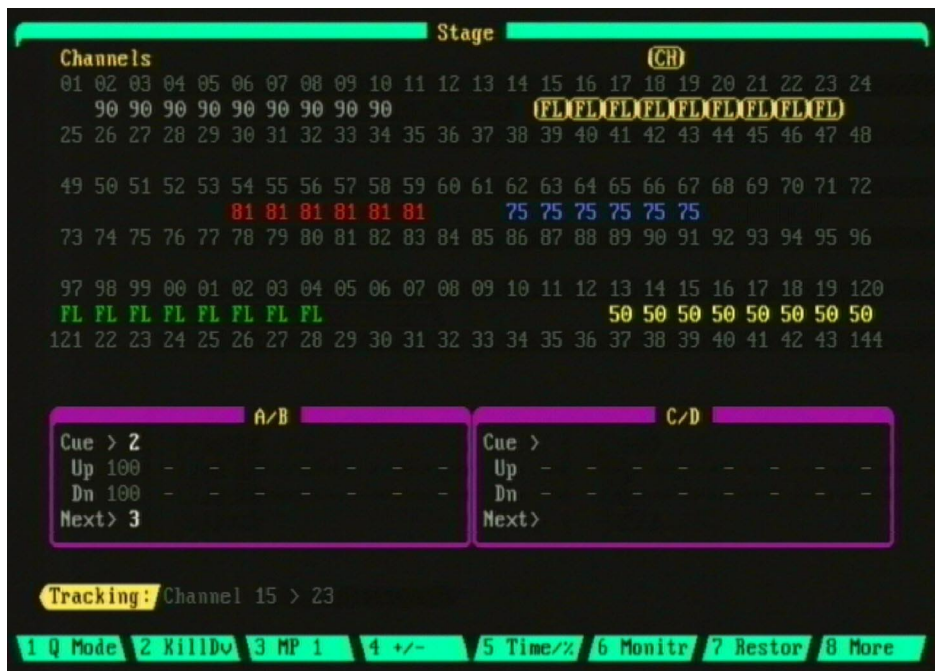 Stage
Channels (CH)
01 02 03 04 05 06 07 08 09 10 11 12 13 14 15 16 17 18 19 20 21 22 23 24
90 90 90 90 90 90 90 90 90 FL FL FL FL FL FL FL FL FL
25 26 27 28 29 30 31 32 33 34 35 36 37 38 39 40 41 42 43 44 45 46 47 48
49 50 51 52 53 54 55 56 57 58 59 60 61 62 63 64 65 66 67 68 69 70 71 72
81 81 81 81 81 81 75 75 75 75 75 75
73 74 75 76 77 78 79 80 81 82 83 84 85 86 87 88 89 90 91 92 93 94 95 96
97 98 99 00 01 02 03 04 05 06 07 08 09 10 11 12 13 14 15 16 17 18 19 120
FL FL FL FL FL FL FL FL 50 50 50 50 50 50 50 50
121 22 23 24 25 26 27 28 29 30 31 32 33 34 35 36 37 38 39 40 41 42 43 144
A/B
Cue > 2
Up 100 - - - - - - -
Dn 100 - - - - - - -
Next> 3
C/D
Cue >
Up - - - - - - - -
Dn - - - - - - - -
Next>
Tracking: Channel 15 > 23
1 Q Mode 2 KillDv 3 MP 1 4 +/- 5 Time/% 6 Monitr 7 Restor 8 More